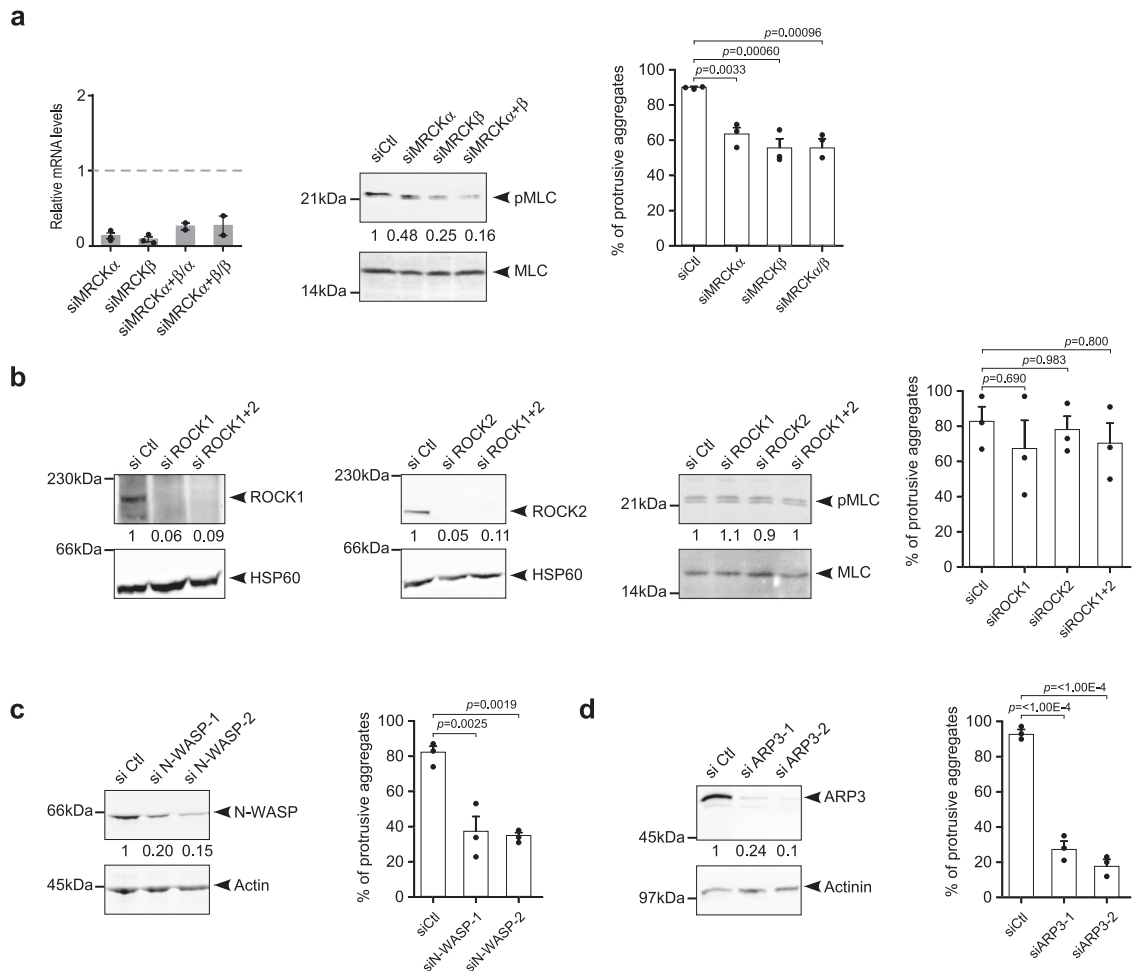 a
Relative mRNA levels
2
1
0
siMRCKα
siMRCKβ
siMRCKα+β/α
siMRCKα+β/β
siCtl
siMRCKα
siMRCKβ
siMRCKα+β
21kDa
pMLC
1 0.48 0.25 0.16
MLC
14kDa
p=0.00096
p=0.00060
p=0.0033
% of protrusive aggregates
100
80
60
40
20
0
siCtl
siMRCKα
siMRCKβ
siMRCKα/β
b
si Ctl
si ROCK1
si ROCK1+2
230kDa
ROCK1
1 0.06 0.09
66kDa
HSP60
si Ctl
si ROCK2
si ROCK1+2
230kDa
ROCK2
1 0.05 0.11
66kDa
HSP60
si Ctl
si ROCK1
si ROCK2
si ROCK1+2
21kDa
pMLC
1 1.1 0.9 1
MLC
14kDa
p=0.800
p=0.983
p=0.690
% of protrusive aggregates
100
80
60
40
20
0
siCtl
siROCK1
siROCK2
siROCK1+2
c
si Ctl
si N-WASP-1
si N-WASP-2
66kDa
N-WASP
1 0.20 0.15
45kDa
Actin
p=0.0019
p=0.0025
% of protrusive aggregates
100
80
60
40
20
0
siCtl
siN-WASP-1
siN-WASP-2
d
si Ctl
si ARP3-1
si ARP3-2
ARP3
45kDa
1 0.24 0.1
Actinin
97kDa
p=<1.00E-4
p=<1.00E-4
% of protrusive aggregates
100
80
60
40
20
0
siCtl
siARP3-1
siARP3-2